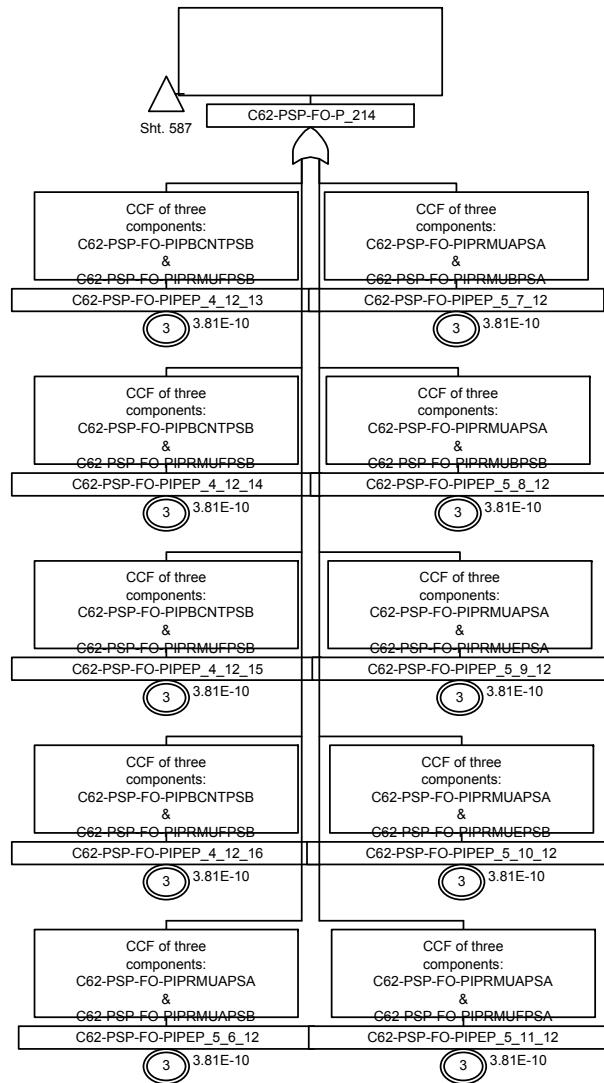 Sht. 587
C62-PSP-FO-P_214
CCF of three
components:
C62-PSP-FO-PIPBCNTPSB
&
C62-PSP-FO-PIPRMUFPSB
C62-PSP-FO-PIPEP_4_12_13
3
3.81E-10
CCF of three
components:
C62-PSP-FO-PIPRMUAPSA
&
C62-PSP-FO-PIPRMUBPSA
C62-PSP-FO-PIPEP_5_7_12
3
3.81E-10
CCF of three
components:
C62-PSP-FO-PIPBCNTPSB
&
C62-PSP-FO-PIPRMUFPSB
C62-PSP-FO-PIPEP_4_12_14
3
3.81E-10
CCF of three
components:
C62-PSP-FO-PIPRMUAPSA
&
C62-PSP-FO-PIPRMUBPSB
C62-PSP-FO-PIPEP_5_8_12
3
3.81E-10
CCF of three
components:
C62-PSP-FO-PIPBCNTPSB
&
C62-PSP-FO-PIPRMUFPSB
C62-PSP-FO-PIPEP_4_12_15
3
3.81E-10
CCF of three
components:
C62-PSP-FO-PIPRMUAPSA
&
C62-PSP-FO-PIPRMUEPSA
C62-PSP-FO-PIPEP_5_9_12
3
3.81E-10
CCF of three
components:
C62-PSP-FO-PIPBCNTPSB
&
C62-PSP-FO-PIPRMUFPSB
C62-PSP-FO-PIPEP_4_12_16
3
3.81E-10
CCF of three
components:
C62-PSP-FO-PIPRMUAPSA
&
C62-PSP-FO-PIPRMUEPSB
C62-PSP-FO-PIPEP_5_10_12
3
3.81E-10
CCF of three
components:
C62-PSP-FO-PIPRMUAPSA
&
C62-PSP-FO-PIPRMUAPSB
C62-PSP-FO-PIPEP_5_6_12
3
3.81E-10
CCF of three
components:
C62-PSP-FO-PIPRMUAPSA
&
C62-PSP-FO-PIPRMUFPSA
C62-PSP-FO-PIPEP_5_11_12
3
3.81E-10